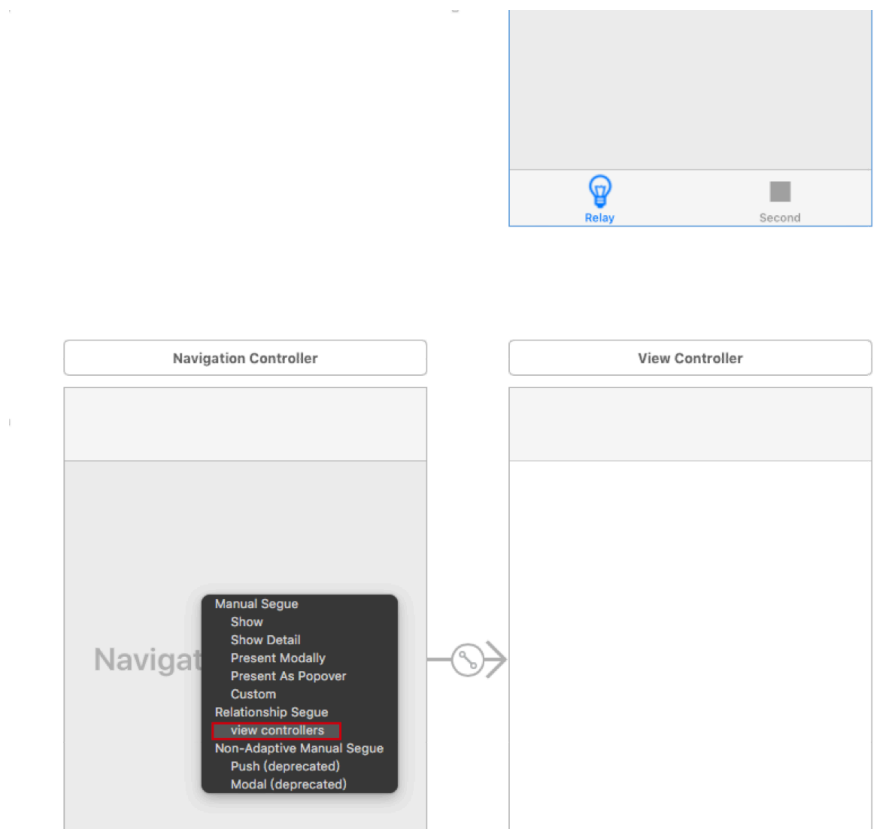 Relay
Second
Navigation Controller
View Controller
Navigat
Manual Segue
Show
Show Detail
Present Modally
Present As Popover
Custom
Relationship Segue
view controllers
Non-Adaptive Manual Segue
Push (deprecated)
Modal (deprecated)